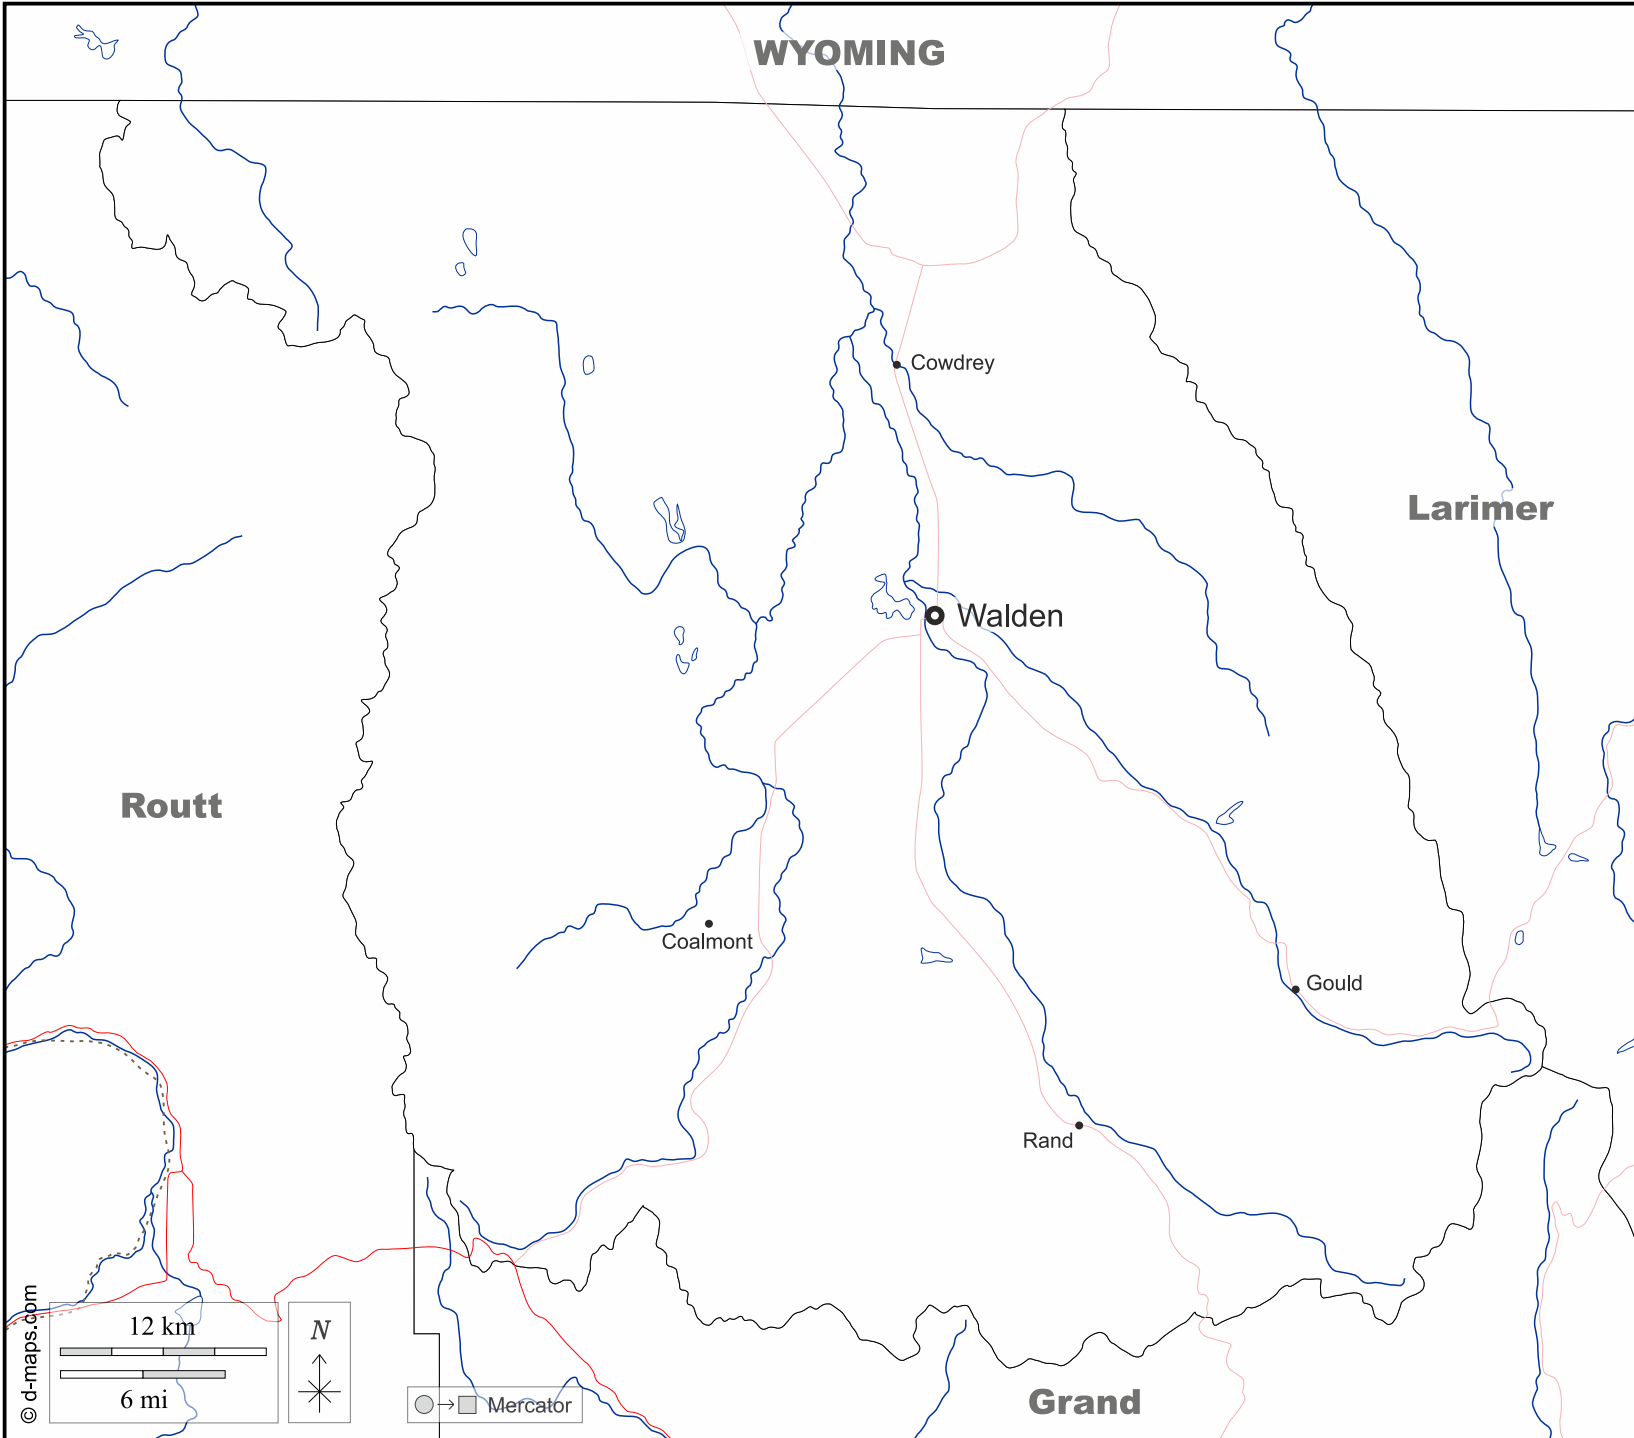 WYOMING
Cowdrey
Larimer
Walden
Routt
Coalmont
Gould
Rand
© d-maps.com
12 km
6 mi
N
Mercator
Grand